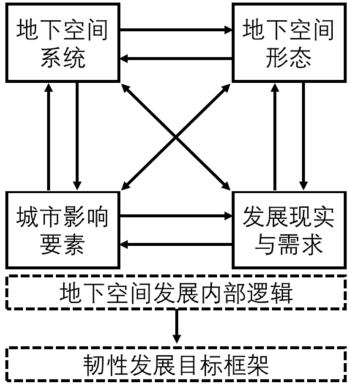 地下空间
系统
地下空间
形态
城市影响
要素
发展现实
与需求
地下空间发展内部逻辑
韧性发展目标框架